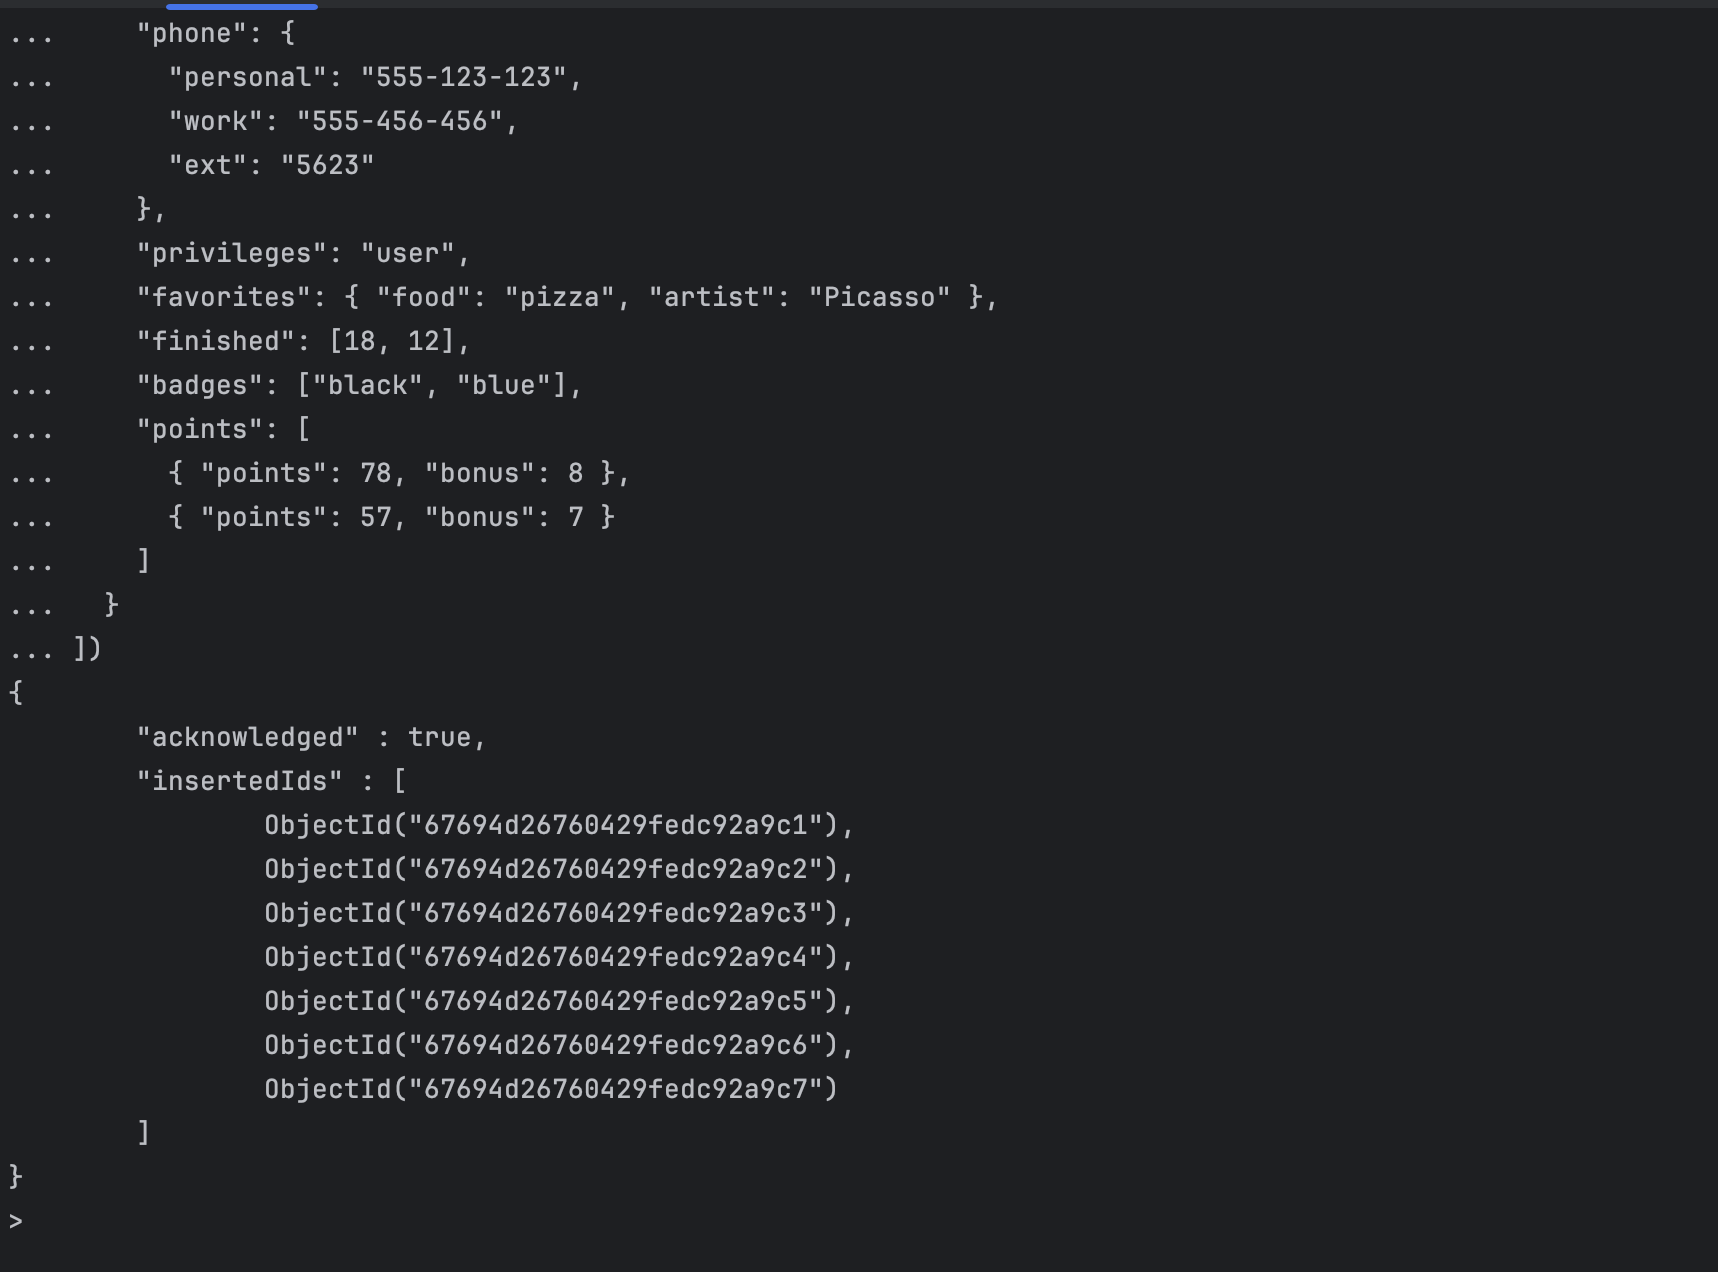 ...     "phone": {
...       "personal": "555-123-123",
...       "work": "555-456-456",
...       "ext": "5623"
...     },
...     "privileges": "user",
...     "favorites": { "food": "pizza", "artist": "Picasso" },
...     "finished": [18, 12],
...     "badges": ["black", "blue"],
...     "points": [
...       { "points": 78, "bonus": 8 },
...       { "points": 57, "bonus": 7 }
...     ]
...   }
... ])
{
        "acknowledged" : true,
        "insertedIds" : [
                ObjectId("67694d26760429fedc92a9c1"),
                ObjectId("67694d26760429fedc92a9c2"),
                ObjectId("67694d26760429fedc92a9c3"),
                ObjectId("67694d26760429fedc92a9c4"),
                ObjectId("67694d26760429fedc92a9c5"),
                ObjectId("67694d26760429fedc92a9c6"),
                ObjectId("67694d26760429fedc92a9c7")
        ]
}
>